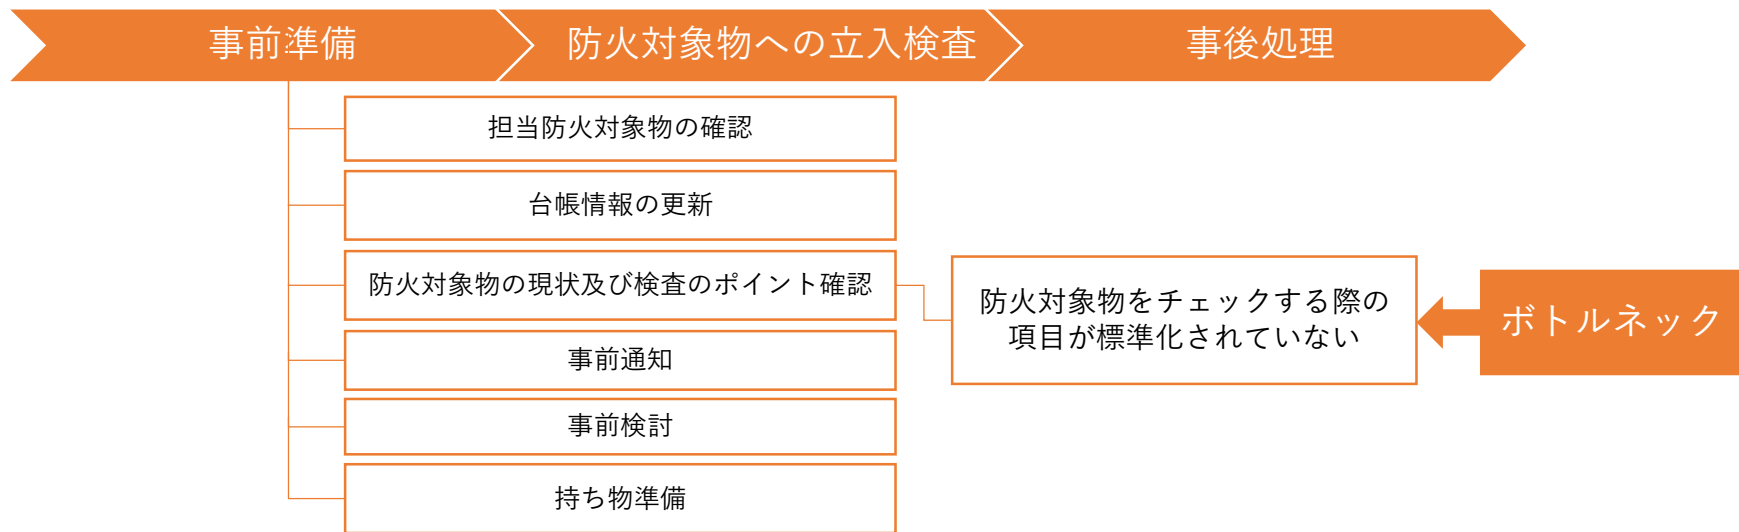 事前準備
防火対象物への立入検査
事後処理
担当防火対象物の確認
台帳情報の更新
防火対象物の現状及び検査のポイント確認
事前通知
事前検討
持ち物準備
防火対象物をチェックする際の
項目が標準化されていない
ボトルネック